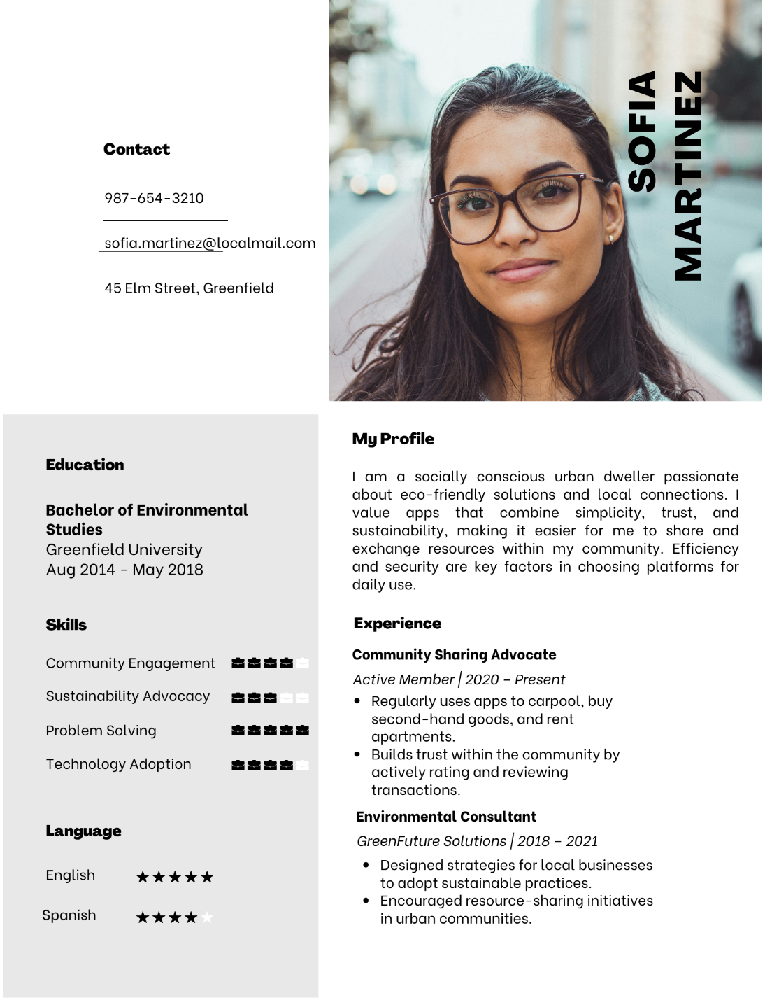 SOFIA
MARTINEZ
Contact
987-654-3210
sofia.martinez@localmail.com
45 Elm Street, Greenfield
Education
Bachelor of Environmental
Studies
Greenfield University
Aug 2014 - May 2018
Skills
Community Engagement
Sustainability Advocacy
Problem Solving
Technology Adoption
Language
English
Spanish
My Profile
I am a socially conscious urban dweller passionate
about eco-friendly solutions and local connections. I
value apps that combine simplicity, trust, and
sustainability, making it easier for me to share and
exchange resources within my community. Efficiency
and security are key factors in choosing platforms for
daily use.
Experience
Community Sharing Advocate
Active Member | 2020 – Present
• Regularly uses apps to carpool, buy
second-hand goods, and rent
apartments.
• Builds trust within the community by
actively rating and reviewing
transactions.
Environmental Consultant
GreenFuture Solutions | 2018 – 2021
• Designed strategies for local businesses
to adopt sustainable practices.
• Encouraged resource-sharing initiatives
in urban communities.